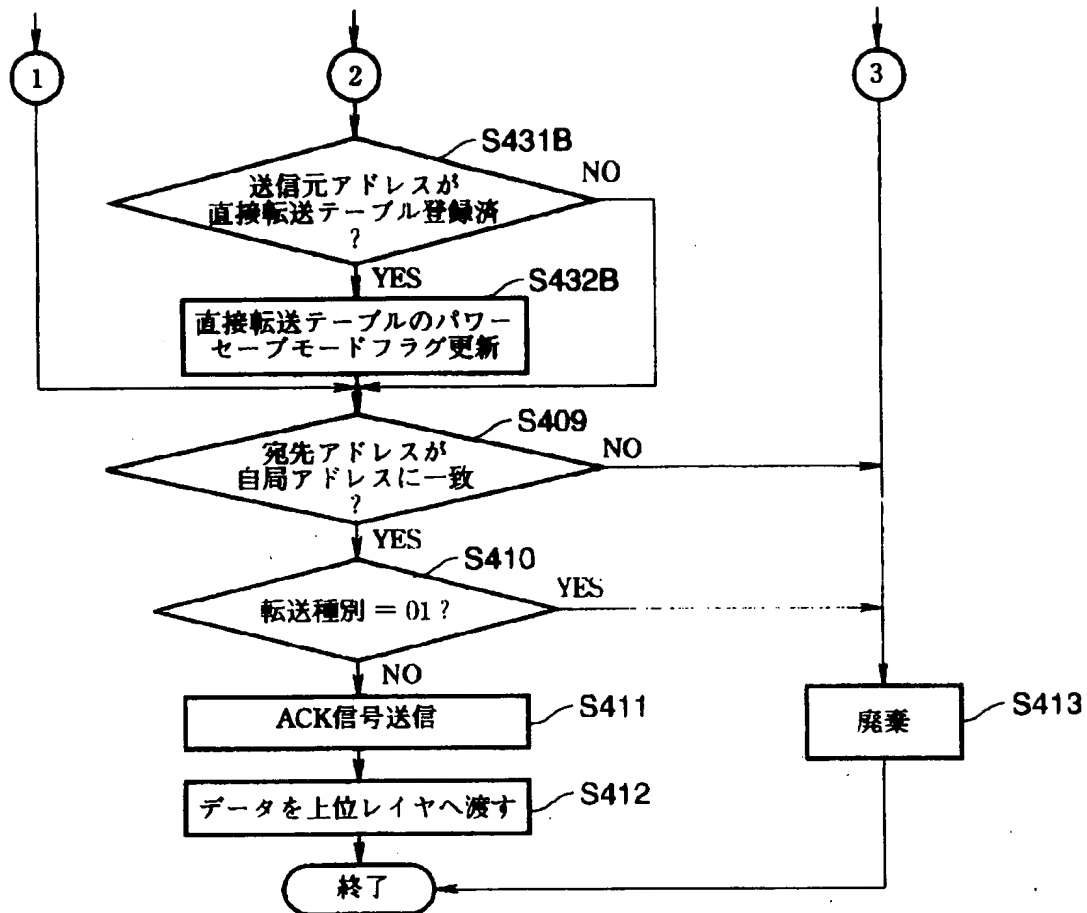 1
2
3
S431B
送信元アドレスが
直接転送テーブル登録済
?
NO
YES
S432B
直接転送テーブルのパワー
セーブモードフラグ更新
S409
宛先アドレスが
自局アドレスに一致
?
NO
YES
S410
転送種別=01?
YES
NO
ACK信号送信
S411
廃棄
S413
データを上位レイヤへ渡す
S412
終了